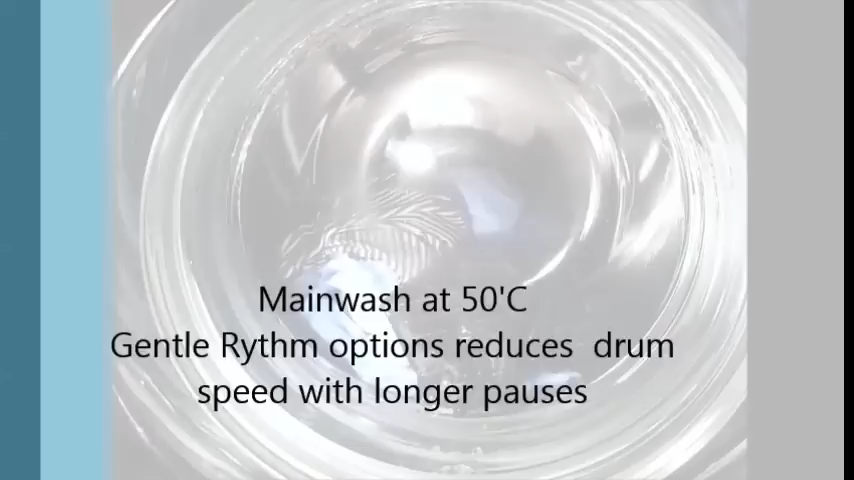 Mainwash at 50'C
Gentle Rythm options reduces  drum
speed with longer pauses